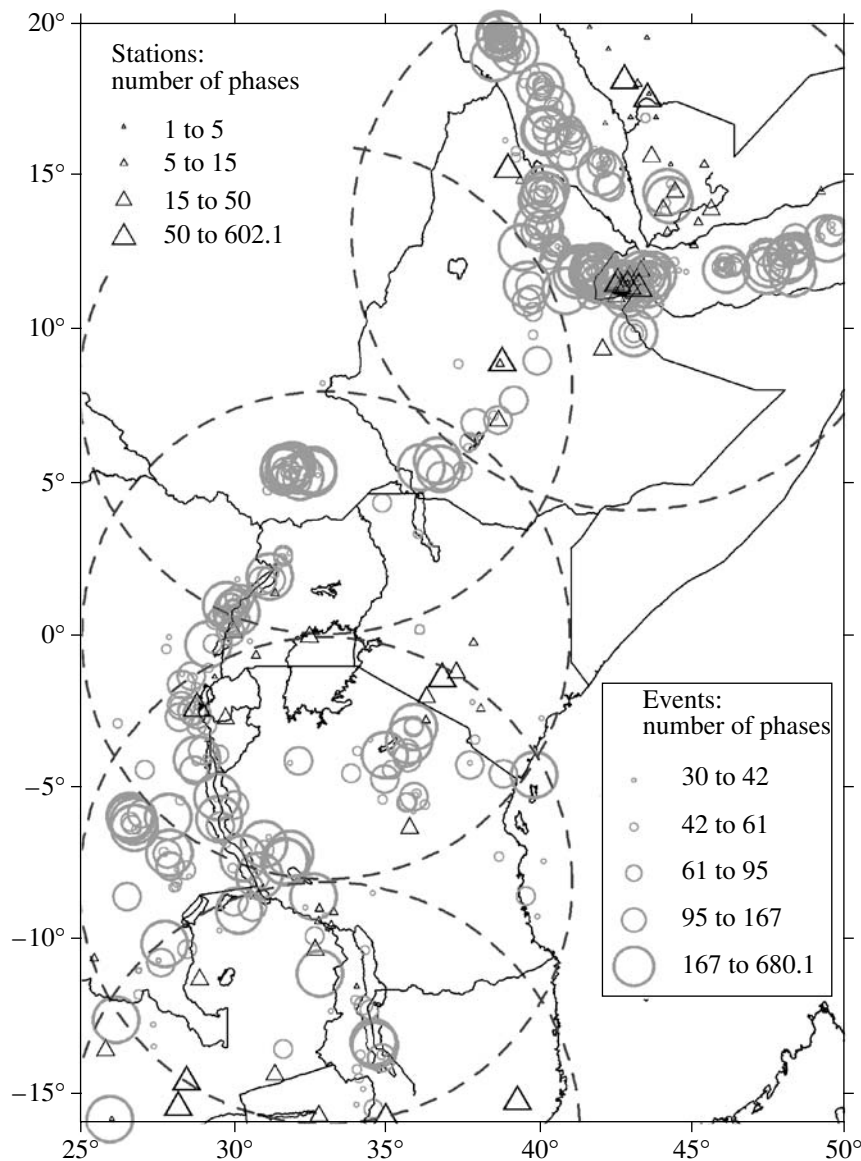 Stations:
number of phases
1 to 5
5 to 15
15 to 50
50 to 602.1
Events:
number of phases
30 to 42
42 to 61
61 to 95
95 to 167
167 to 680.1
20°
15°
10°
5°
0°
−5°
−10°
−15°
25°
30°
35°
40°
45°
50°